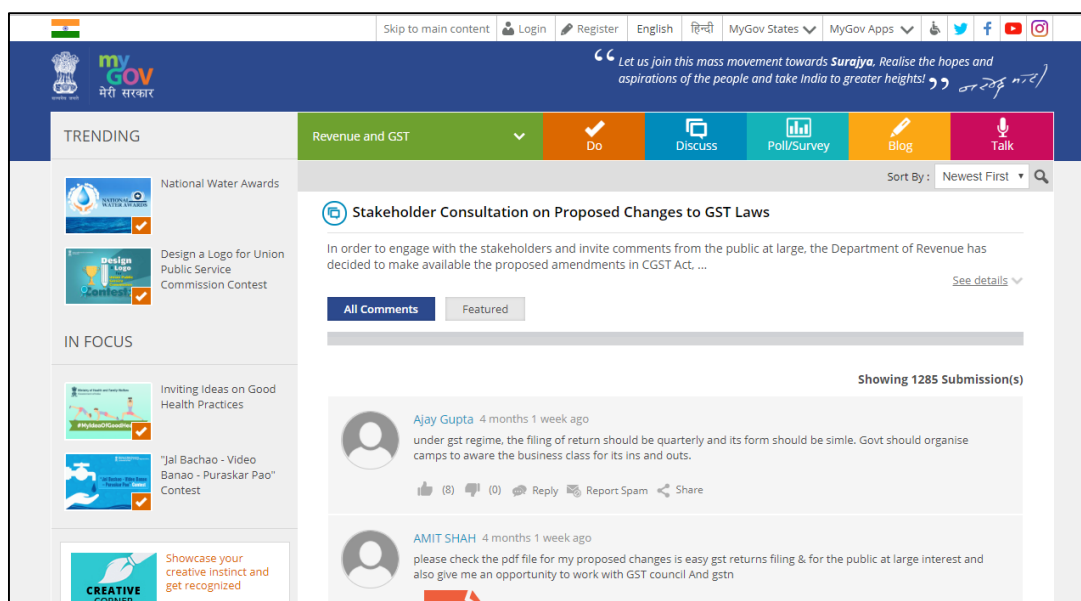 Skip to main content Login Register English हिन्दी MyGov States MyGov Apps
my
GOV
मेरी सरकार
Let us join this mass movement towards Surajya, Realise the hopes and
aspirations of the people and take India to greater heights!
TRENDING
Revenue and GST
Do
Discuss
Poll/Survey
Blog
Talk
Sort By : Newest First
National Water Awards
NATIONAL
WATER AWARDS
Design a Logo for Union
Public Service
Commission Contest
Design
Logo
Contest
IN FOCUS
Inviting Ideas on Good
Health Practices
"Jal Bachao - Video
Banao - Puraskar Pao"
Contest
Showcase your
creative instinct and
get recognized
CREATIVE
CORNER
Stakeholder Consultation on Proposed Changes to GST Laws
In order to engage with the stakeholders and invite comments from the public at large, the Department of Revenue has
decided to make available the proposed amendments in CGST Act, ...
See details
All Comments
Featured
Showing 1285 Submission(s)
Ajay Gupta 4 months 1 week ago
under gst regime, the filing of return should be quarterly and its form should be simle. Govt should organise
camps to aware the business class for its ins and outs.
(8) (0) Reply Report Spam Share
AMIT SHAH 4 months 1 week ago
please check the pdf file for my proposed changes is easy gst returns filing & for the public at large interest and
also give me an opportunity to work with GST council And gstn